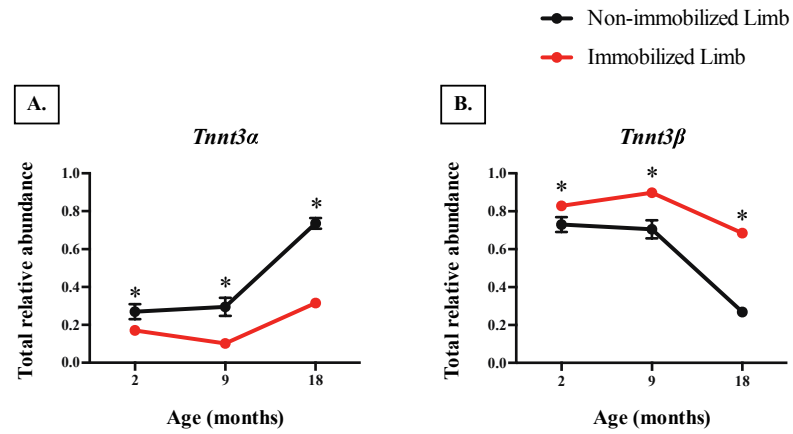 Non-immobilized Limb
Immobilized Limb
A.
B.
Tnnt3α
Tnnt3β
Total relative abundance
1.0
0.8
0.6
0.4
0.2
0.0
*
*
*
2
9
18
Age (months)
Total relative abundance
1.0
0.8
0.6
0.4
0.2
0.0
*
*
*
2
9
18
Age (months)